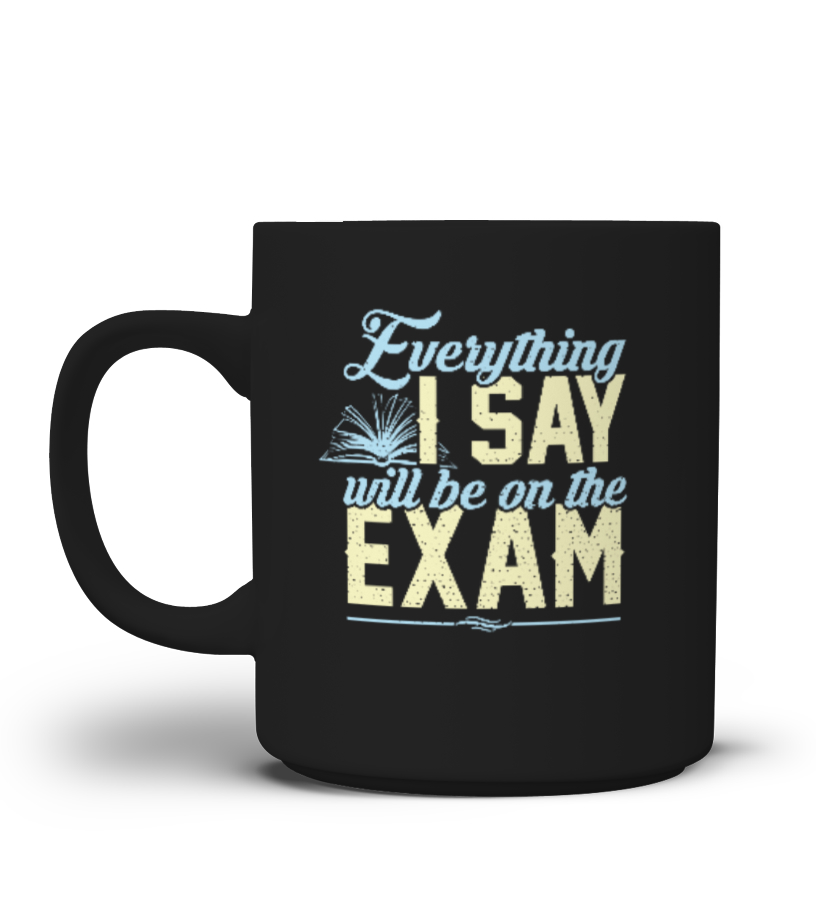 Everything
I SAY
will be on the
EXAM